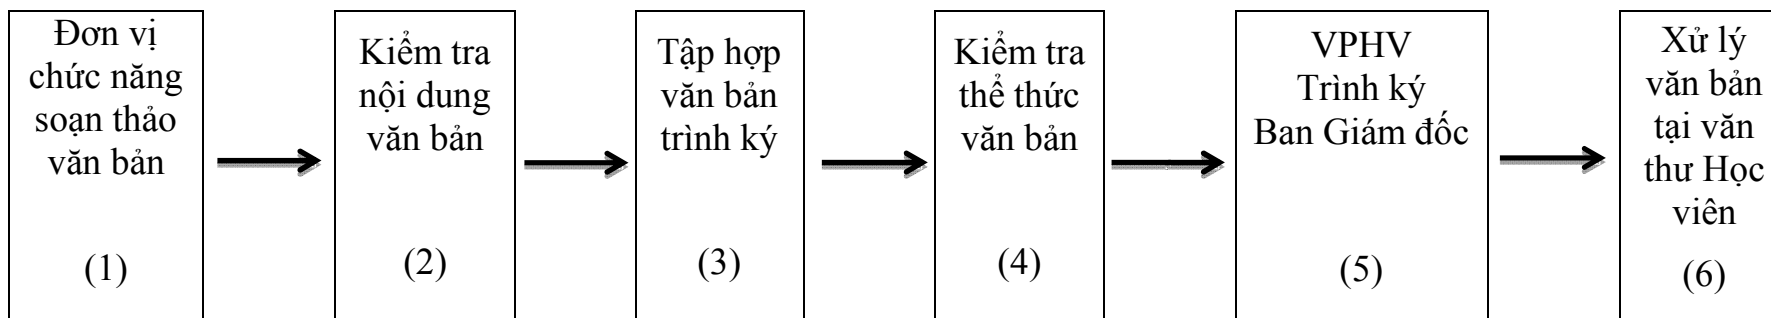 Đơn vị
chức năng
soạn thảo
văn bản
(1)
Kiểm tra
nội dung
văn bản
(2)
Tập hợp
văn bản
trình ký
(3)
Kiểm tra
thể thức
văn bản
(4)
VPHV
Trình ký
Ban Giám đốc
(5)
Xử lý
văn bản
tại văn
thư Học
viên
(6)